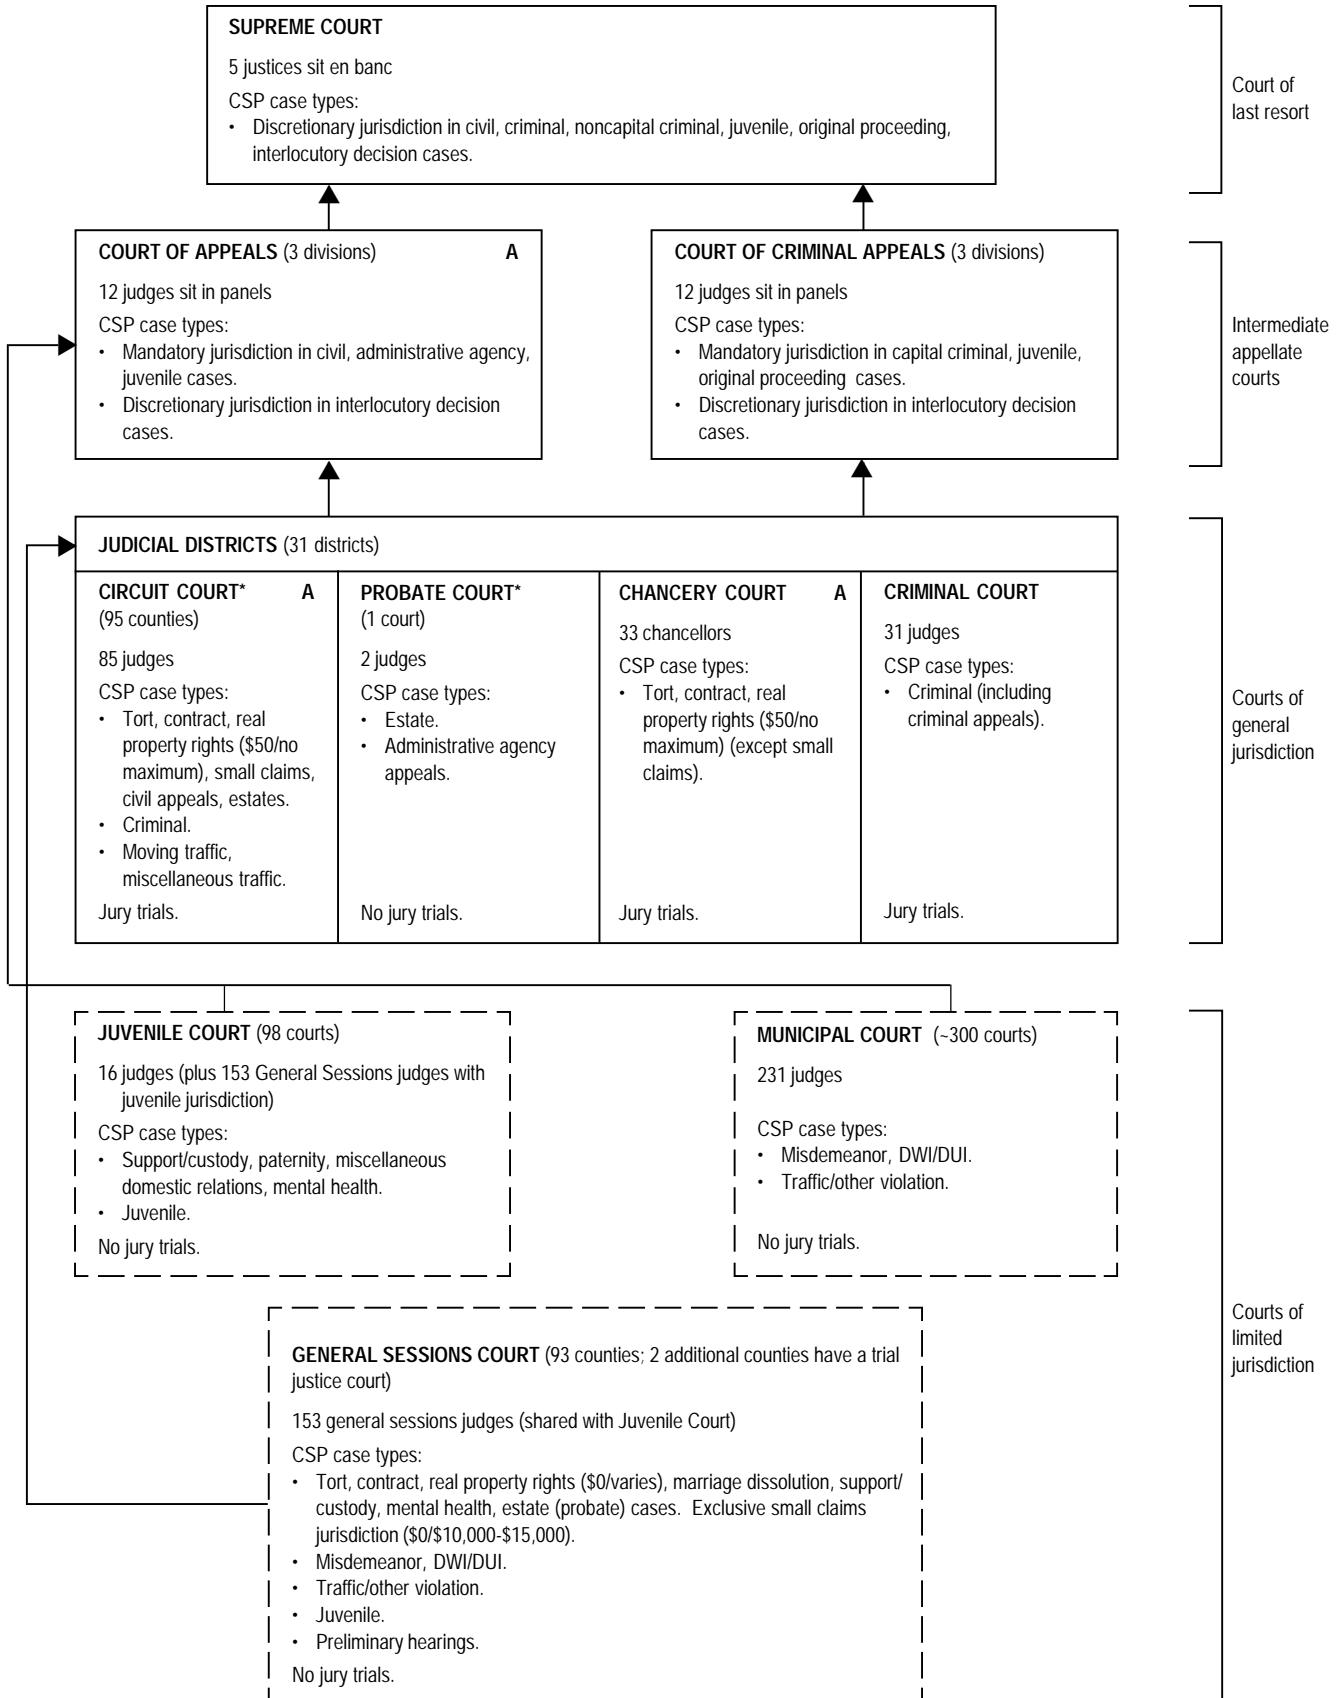 SUPREME COURT
5 justices sit en banc
CSP case types:
• Discretionary jurisdiction in civil, criminal, noncapital criminal, juvenile, original proceeding,
interlocutory decision cases.
Court of
last resort
COURT OF APPEALS (3 divisions) A
12 judges sit in panels
CSP case types:
• Mandatory jurisdiction in civil, administrative agency,
juvenile cases.
• Discretionary jurisdiction in interlocutory decision
cases.
COURT OF CRIMINAL APPEALS (3 divisions)
12 judges sit in panels
CSP case types:
• Mandatory jurisdiction in capital criminal, juvenile,
original proceeding cases.
• Discretionary jurisdiction in interlocutory decision
cases.
Intermediate
appellate
courts
JUDICIAL DISTRICTS (31 districts)
CIRCUIT COURT* A
(95 counties)
85 judges
CSP case types:
• Tort, contract, real
property rights ($50/no
maximum), small claims,
civil appeals, estates.
• Criminal.
• Moving traffic,
miscellaneous traffic.
Jury trials.
PROBATE COURT*
(1 court)
2 judges
CSP case types:
• Estate.
• Administrative agency
appeals.
No jury trials.
CHANCERY COURT A
33 chancellors
CSP case types:
• Tort, contract, real
property rights ($50/no
maximum) (except small
claims).
Jury trials.
CRIMINAL COURT
31 judges
CSP case types:
• Criminal (including
criminal appeals).
Jury trials.
Courts of
general
jurisdiction
JUVENILE COURT (98 courts)
16 judges (plus 153 General Sessions judges with
juvenile jurisdiction)
CSP case types:
• Support/custody, paternity, miscellaneous
domestic relations, mental health.
• Juvenile.
No jury trials.
MUNICIPAL COURT (~300 courts)
231 judges
CSP case types:
• Misdemeanor, DWI/DUI.
• Traffic/other violation.
No jury trials.
GENERAL SESSIONS COURT (93 counties; 2 additional counties have a trial
justice court)
153 general sessions judges (shared with Juvenile Court)
CSP case types:
• Tort, contract, real property rights ($0/varies), marriage dissolution, support/
custody, mental health, estate (probate) cases. Exclusive small claims
jurisdiction ($0/$10,000-$15,000).
• Misdemeanor, DWI/DUI.
• Traffic/other violation.
• Juvenile.
• Preliminary hearings.
No jury trials.
Courts of
limited
jurisdiction